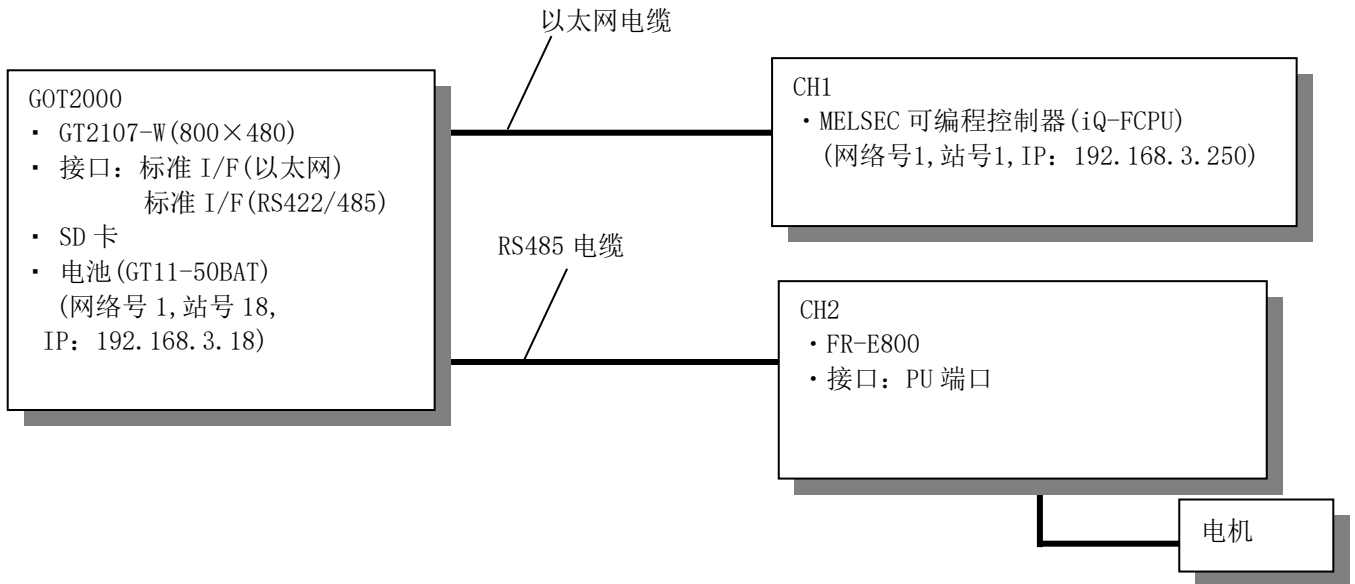 以太网电缆
GOT2000
· GT2107-W(800×480)
· 接口：标准 I/F(以太网)
标准 I/F(RS422/485)
· SD 卡
· 电池(GT11-50BAT)
(网络号 1,站号 18,
IP：192.168.3.18)
CH1
·MELSEC 可编程控制器(iQ-FCPU)
(网络号1,站号1,IP：192.168.3.250)
RS485 电缆
CH2
·FR-E800
·接口：PU 端口
电机